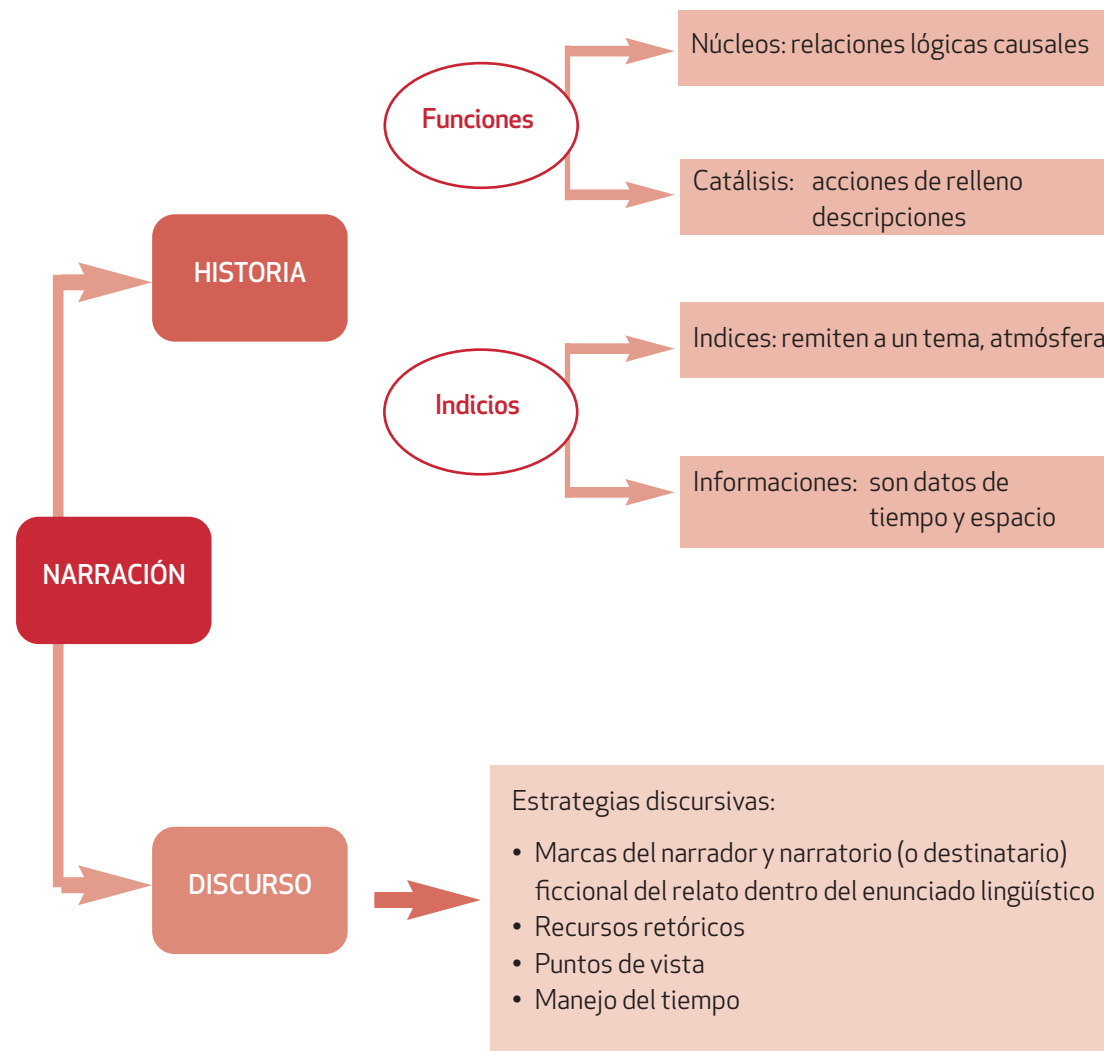 Núcleos: relaciones lógicas causales
Funciones
Catálisis: acciones de relleno
descripciones
HISTORIA
Indices: remiten a un tema, atmósfera
Indicios
Informaciones: son datos de
tiempo y espacio
NARRACIÓN
Estrategias discursivas:
• Marcas del narrador y narratorio (o destinatario)
ficcional del relato dentro del enunciado lingüístico
• Recursos retóricos
• Puntos de vista
• Manejo del tiempo
DISCURSO